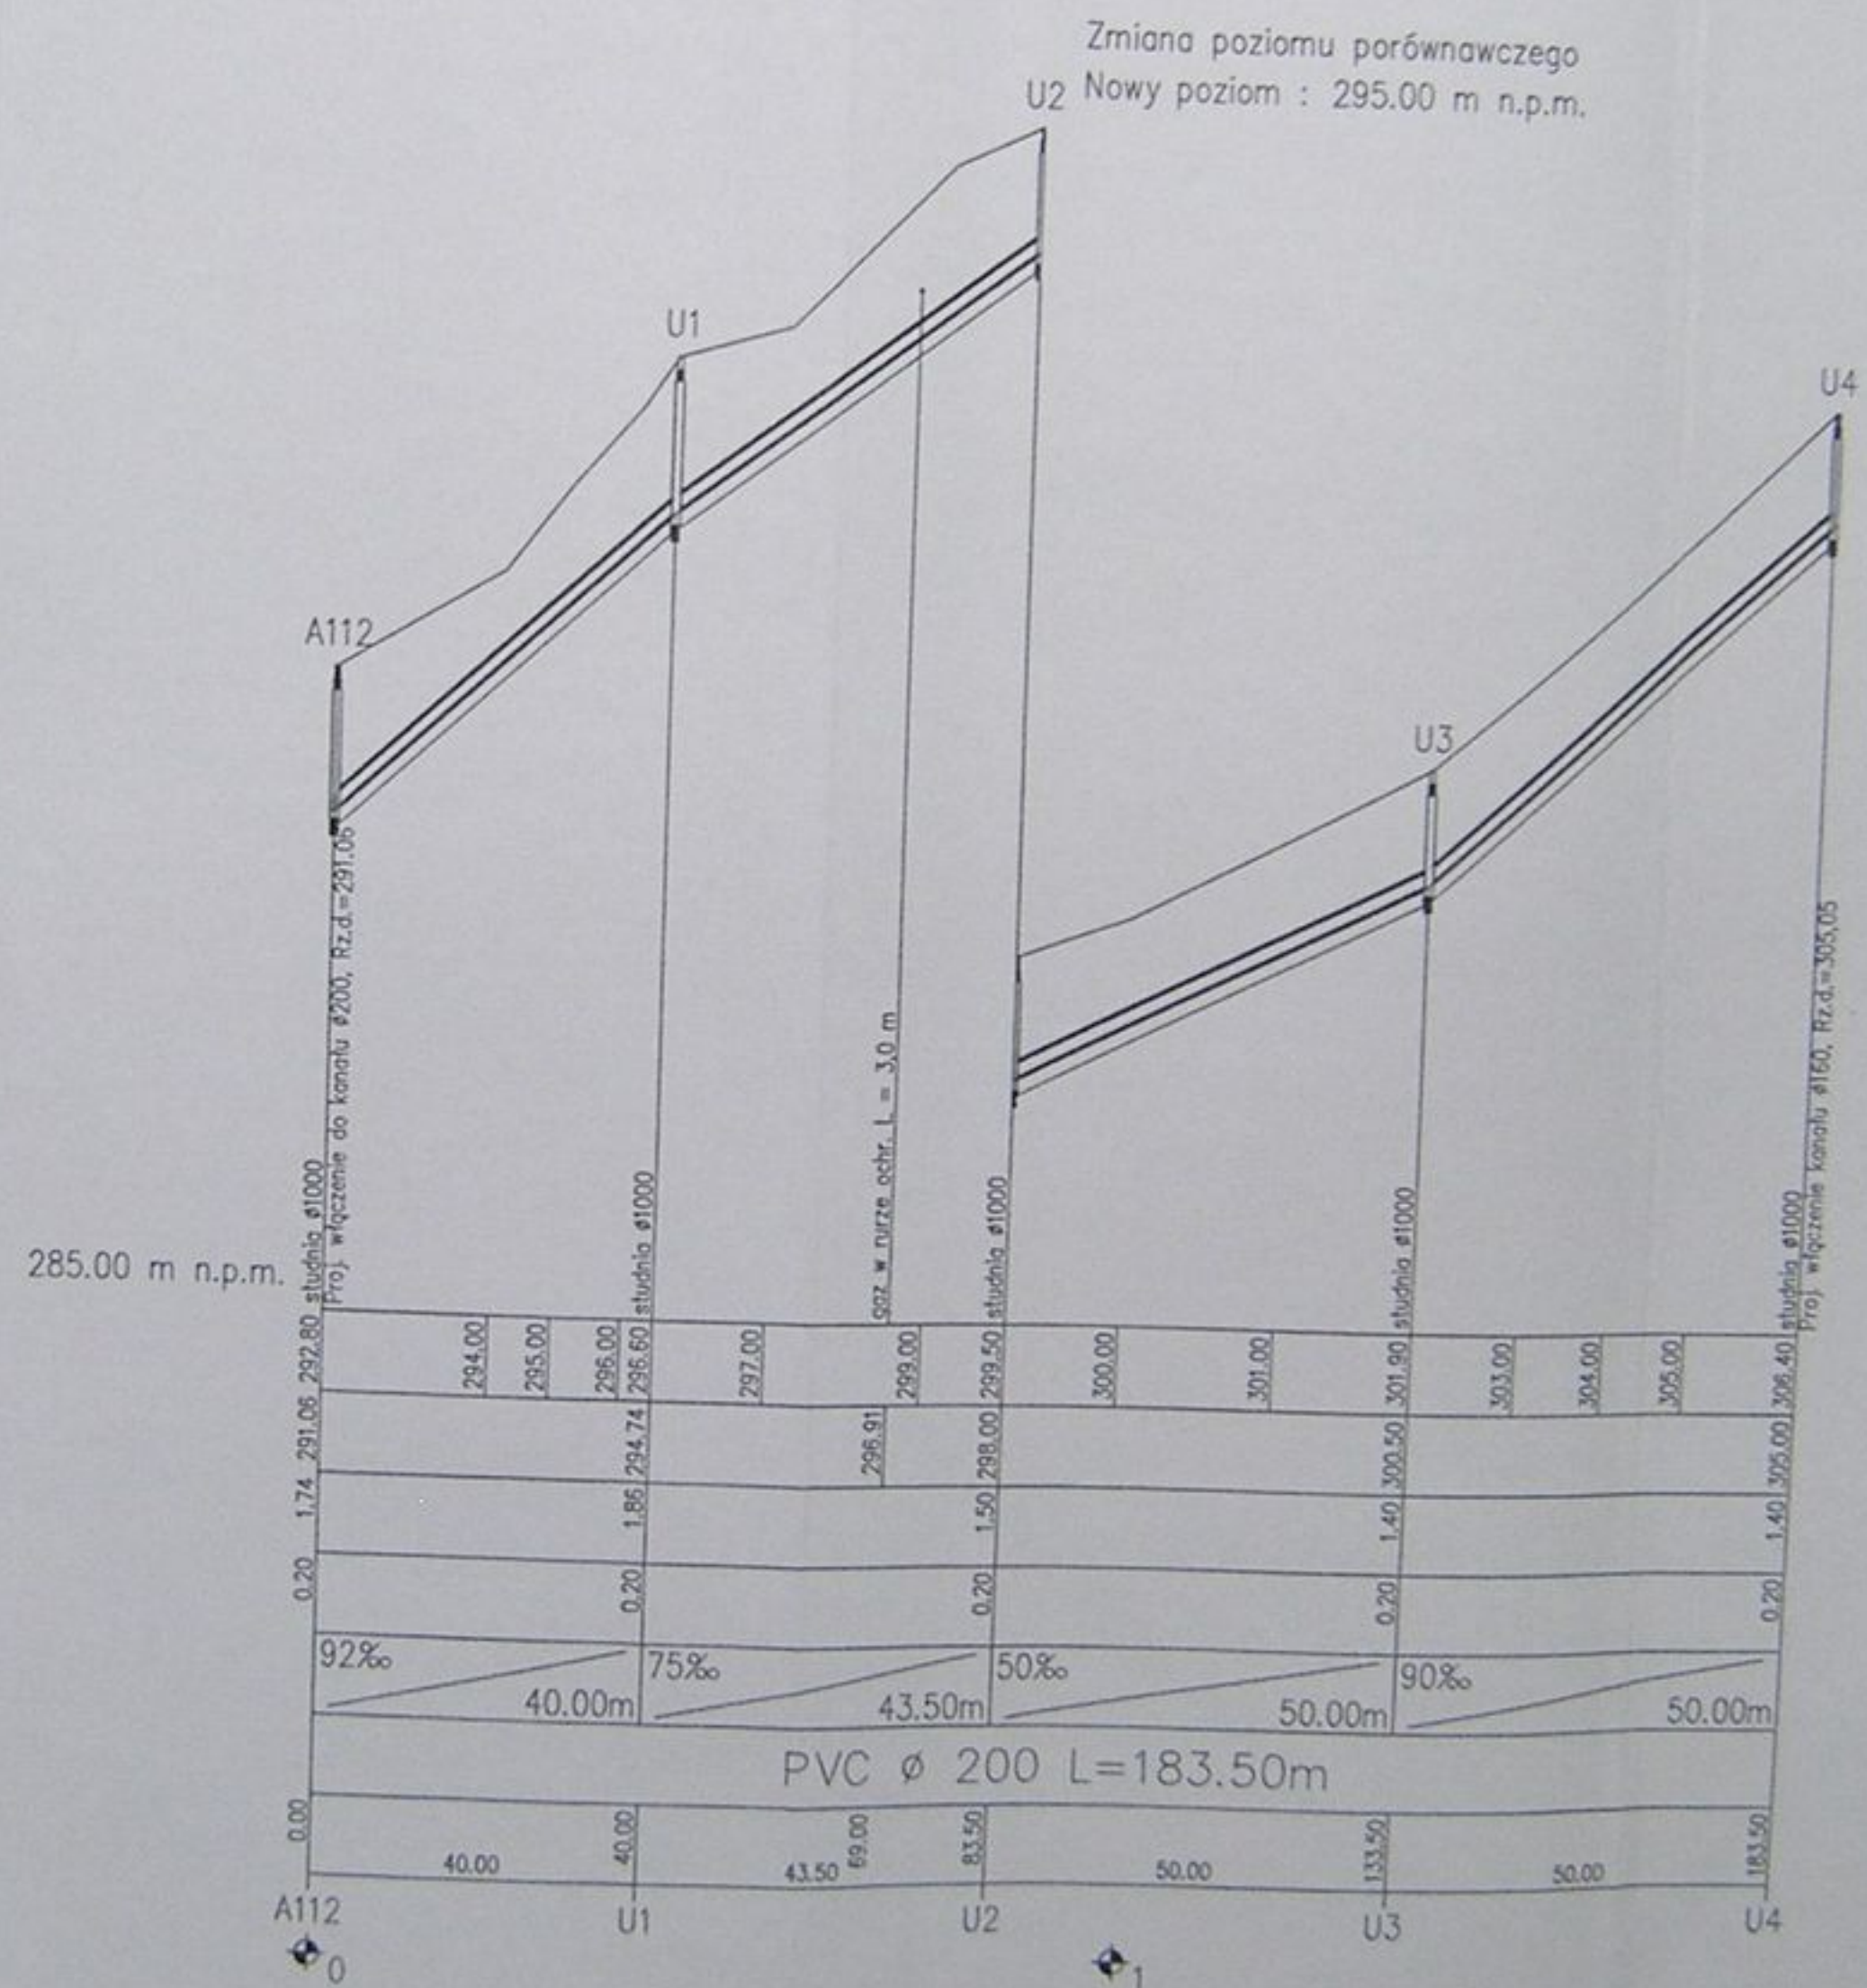 Zmiana poziomu porównawczego
U2 Nowy poziom : 295.00 m n.p.m.
U1
U4
A112
U3
285.00 m n.p.m.
studnia ø1000
Proj. włączenie do kanału ø200, Rz.d.=291.06
studnia ø1000
gaz w rurze ochr. L = 3,0 m
studnia ø1000
studnia ø1000
studnia ø1000
Proj. włączenie kanału ø160, Rz.d.=305,05
292.80 294.00 295.00 296.00 296.60 297.00 299.00 299.50 300.00 301.00 301.90 303.00 304.00 305.00 306.40
291.06 294.74 296.91 298.00 300.50 305.00
1.74 1.86 1.50 1.40 1.40
0.20 0.20 0.20 0.20 0.20
92‰ 75‰ 50‰ 90‰
40.00m 43.50m 50.00m 50.00m
PVC ø 200 L=183.50m
0.00 40.00 69.00 83.50 133.50 183.50
40.00 43.50 50.00 50.00
A112 U1 U2 U3 U4
0 1